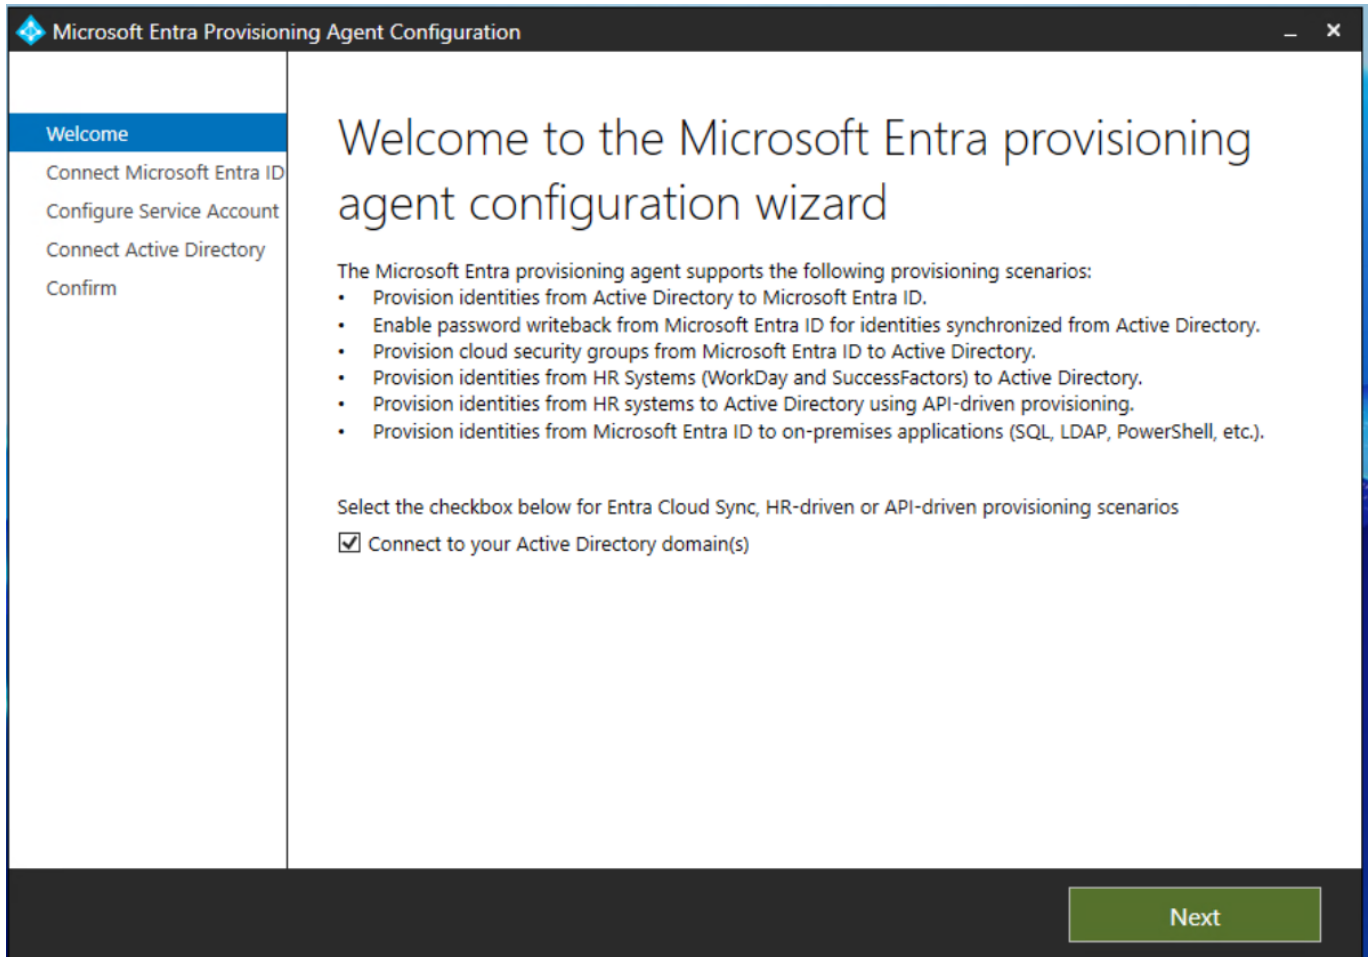 Microsoft Entra Provisioning Agent Configuration
Welcome
Connect Microsoft Entra ID
Configure Service Account
Connect Active Directory
Confirm
Welcome to the Microsoft Entra provisioning
agent configuration wizard
The Microsoft Entra provisioning agent supports the following provisioning scenarios:
• Provision identities from Active Directory to Microsoft Entra ID.
• Enable password writeback from Microsoft Entra ID for identities synchronized from Active Directory.
• Provision cloud security groups from Microsoft Entra ID to Active Directory.
• Provision identities from HR Systems (WorkDay and SuccessFactors) to Active Directory.
• Provision identities from HR systems to Active Directory using API-driven provisioning.
• Provision identities from Microsoft Entra ID to on-premises applications (SQL, LDAP, PowerShell, etc.).
Select the checkbox below for Entra Cloud Sync, HR-driven or API-driven provisioning scenarios
Connect to your Active Directory domain(s)
Next